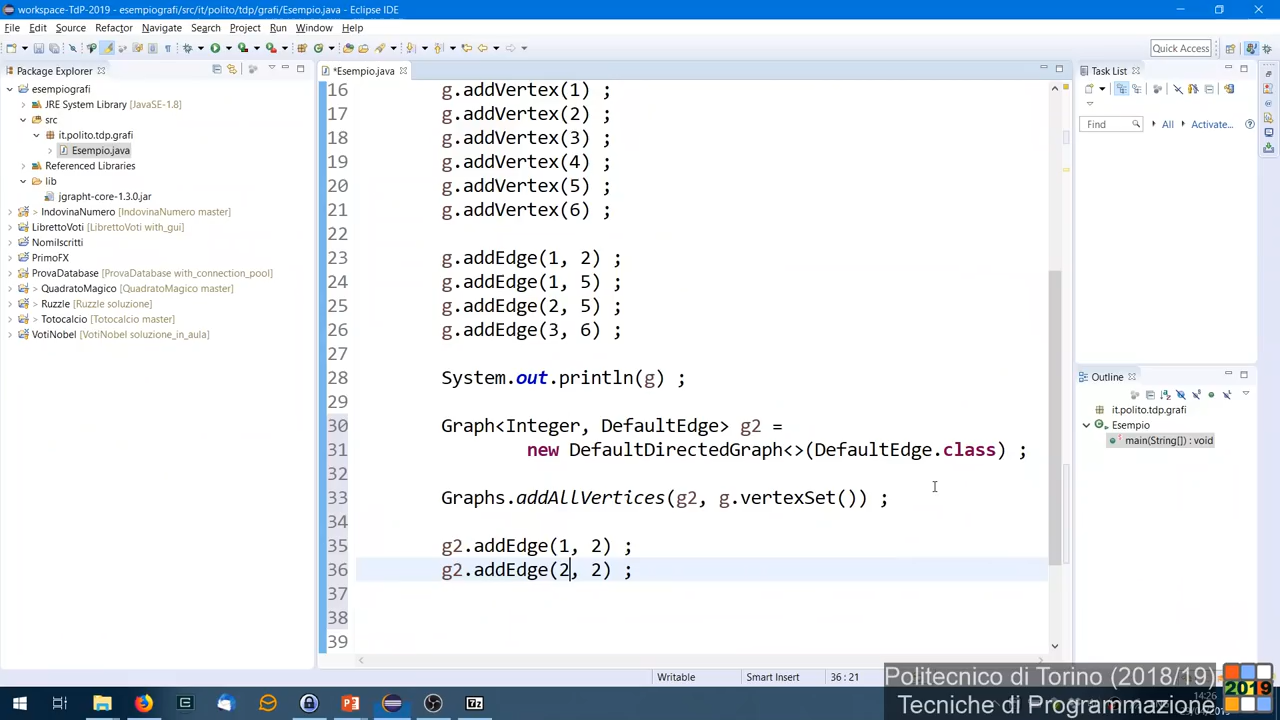 workspace-TdP-2019 - esempiografi/src/it/polito/tdp/grafi/Esempio.java - Eclipse IDE
File Edit Source Refactor Navigate Search Project Run Window Help
Quick Access
Package Explorer
esempiografi
JRE System Library [JavaSE-1.8]
src
it.polito.tdp.grafi
Esempio.java
Referenced Libraries
lib
jgrapht-core-1.3.0.jar
> IndovinaNumero [IndovinaNumero master]
LibrettoVoti [LibrettoVoti with_gui]
NomiIscritti
PrimoFX
ProvaDatabase [ProvaDatabase with_connection_pool]
> QuadratoMagico [QuadratoMagico master]
> Ruzzle [Ruzzle soluzione]
> Totocalcio [Totocalcio master]
VotiNobel [VotiNobel soluzione_in_aula]
*Esempio.java
16 g.addVertex(1) ;
17 g.addVertex(2) ;
18 g.addVertex(3) ;
19 g.addVertex(4) ;
20 g.addVertex(5) ;
21 g.addVertex(6) ;
22
23 g.addEdge(1, 2) ;
24 g.addEdge(1, 5) ;
25 g.addEdge(2, 5) ;
26 g.addEdge(3, 6) ;
27
28 System.out.println(g) ;
29
30 Graph<Integer, DefaultEdge> g2 =
31 new DefaultDirectedGraph<>(DefaultEdge.class) ;
32
33 Graphs.addAllVertices(g2, g.vertexSet()) ;
34
35 g2.addEdge(1, 2) ;
36 g2.addEdge(2, 2) ;
37
38
39
Task List
Find All Activate...
Outline
it.polito.tdp.grafi
Esempio
main(String[]) : void
Writable Smart Insert 36 : 21
Politecnico di Torino (2018/19)
Tecniche di Programmazione
2019
14:26